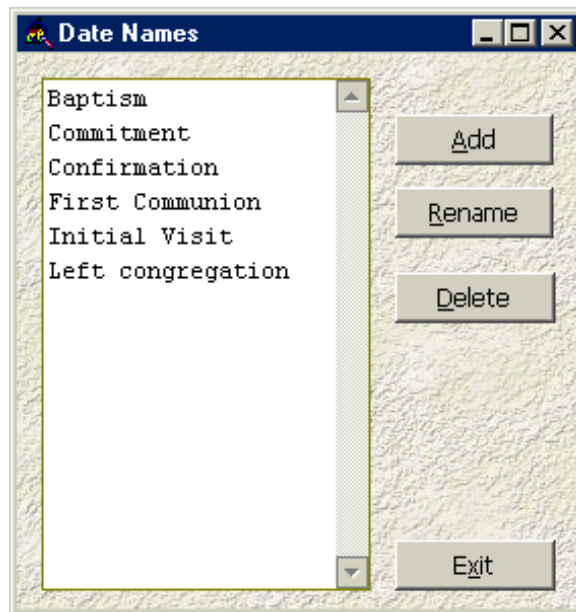 Date Names
Baptism
Commitment
Confirmation
First Communion
Initial Visit
Left congregation
Add
Rename
Delete
Exit